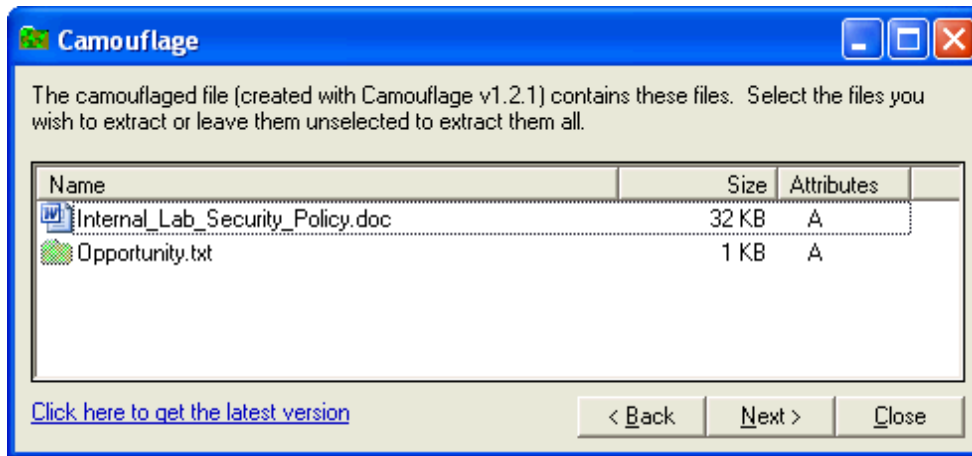 Camouflage
The camouflaged file (created with Camouflage v1.2.1) contains these files. Select the files you
wish to extract or leave them unselected to extract them all.
Name Size Attributes
Internal_Lab_Security_Policy.doc 32 KB A
Opportunity.txt 1 KB A
Click here to get the latest version < Back Next > Close